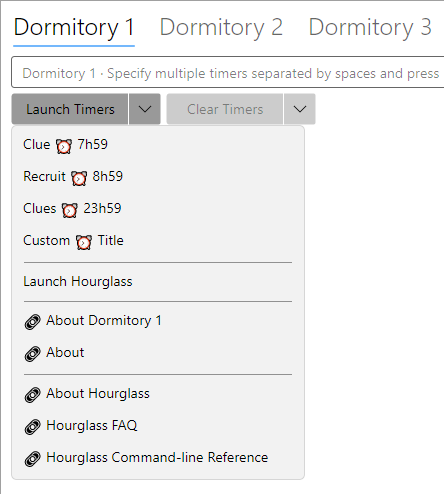 Dormitory 1 Dormitory 2 Dormitory 3
Dormitory 1 · Specify multiple timers separated by spaces and press
Launch Timers Clear Timers
Clue ⏰ 7h59
Recruit ⏰ 8h59
Clues ⏰ 23h59
Custom ⏰ Title
Launch Hourglass
About Dormitory 1
About
About Hourglass
Hourglass FAQ
Hourglass Command-line Reference